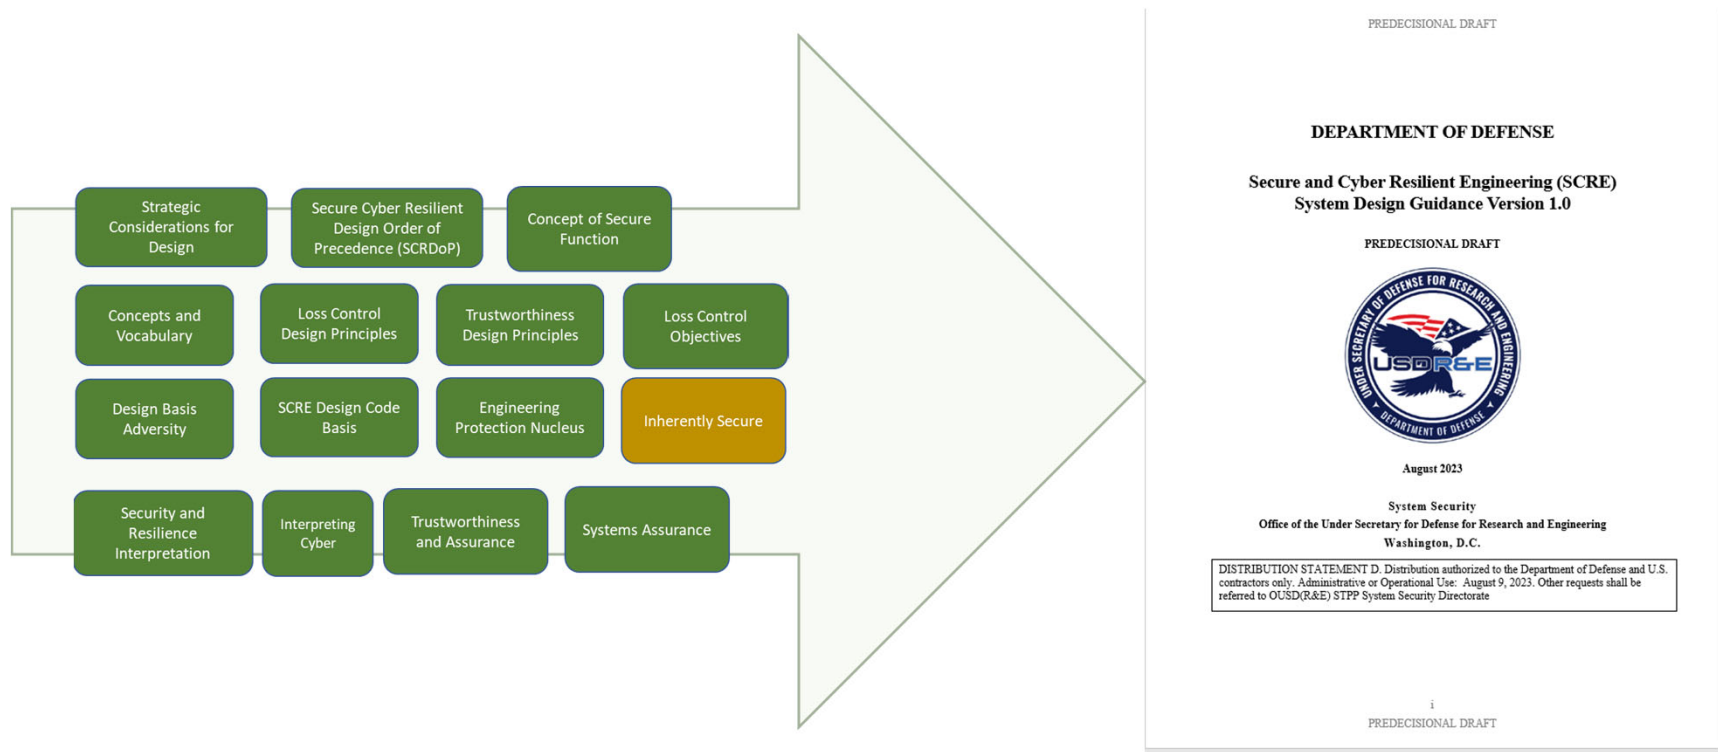 Strategic
Considerations for
Design
Secure Cyber Resilient
Design Order of
Precedence (SCRDoP)
Concept of Secure
Function
Concepts and
Vocabulary
Loss Control
Design Principles
Trustworthiness
Design Principles
Loss Control
Objectives
Design Basis
Adversity
SCRE Design Code
Basis
Engineering
Protection Nucleus
Inherently Secure
Security and
Resilience
Interpretation
Interpreting
Cyber
Trustworthiness
and Assurance
Systems Assurance
PREDECISIONAL DRAFT
DEPARTMENT OF DEFENSE
Secure and Cyber Resilient Engineering (SCRE)
System Design Guidance Version 1.0
PREDECISIONAL DRAFT
UNDER SECRETARY OF DEFENSE FOR RESEARCH AND ENGINEERING
USDR&E
DEPARTMENT OF DEFENSE
August 2023
System Security
Office of the Under Secretary for Defense for Research and Engineering
Washington, D.C.
DISTRIBUTION STATEMENT D. Distribution authorized to the Department of Defense and U.S.
contractors only. Administrative or Operational Use: August 9, 2023. Other requests shall be
referred to OUSD(R&E) STPP System Security Directorate
i
PREDECISIONAL DRAFT